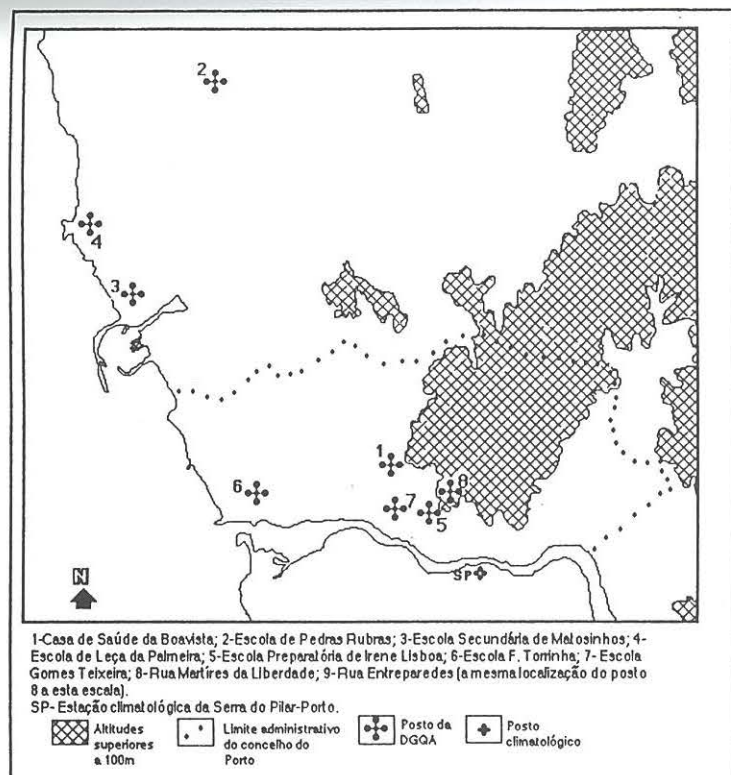 2
4
3
1
6
7
8
5
SP
N
1-Casa de Saúde da Boavista; 2-Escola de Pedras Rubras; 3-Escola Secundária de Matosinhos; 4-
Escola de Leça da Palmeira; 5-Escola Preparatória de Irene Lisboa; 6-Escola F. Torrinha; 7- Escola
Gomes Teixeira; 8-Rua Martires da Liberdade; 9-Rua Entreparedes (a mesma localização do posto
8 a esta escala).
SP- Estação climatológica da Serra do Pilar-Porto.
Altitudes
superiores
a 100m
Limite administrativo
do concelho do
Porto
Posto da
DGQA
Posto
climatológico